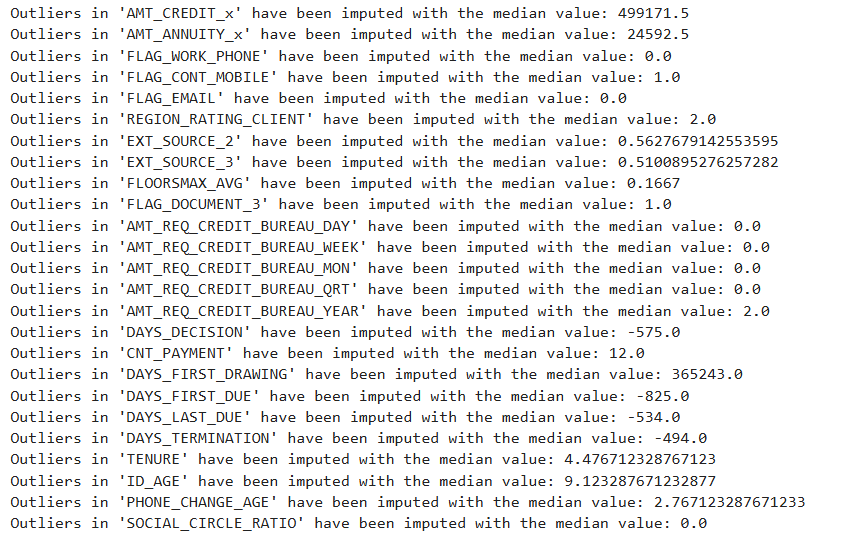 Outliers in 'AMT_CREDIT_x' have been imputed with the median value: 499171.5
Outliers in 'AMT_ANNUITY_x' have been imputed with the median value: 24592.5
Outliers in 'FLAG_WORK_PHONE' have been imputed with the median value: 0.0
Outliers in 'FLAG_CONT_MOBILE' have been imputed with the median value: 1.0
Outliers in 'FLAG_EMAIL' have been imputed with the median value: 0.0
Outliers in 'REGION_RATING_CLIENT' have been imputed with the median value: 2.0
Outliers in 'EXT_SOURCE_2' have been imputed with the median value: 0.5627679142553595
Outliers in 'EXT_SOURCE_3' have been imputed with the median value: 0.5100895276257282
Outliers in 'FLOORSMAX_AVG' have been imputed with the median value: 0.1667
Outliers in 'FLAG_DOCUMENT_3' have been imputed with the median value: 1.0
Outliers in 'AMT_REQ_CREDIT_BUREAU_DAY' have been imputed with the median value: 0.0
Outliers in 'AMT_REQ_CREDIT_BUREAU_WEEK' have been imputed with the median value: 0.0
Outliers in 'AMT_REQ_CREDIT_BUREAU_MON' have been imputed with the median value: 0.0
Outliers in 'AMT_REQ_CREDIT_BUREAU_QRT' have been imputed with the median value: 0.0
Outliers in 'AMT_REQ_CREDIT_BUREAU_YEAR' have been imputed with the median value: 2.0
Outliers in 'DAYS_DECISION' have been imputed with the median value: -575.0
Outliers in 'CNT_PAYMENT' have been imputed with the median value: 12.0
Outliers in 'DAYS_FIRST_DRAWING' have been imputed with the median value: 365243.0
Outliers in 'DAYS_FIRST_DUE' have been imputed with the median value: -825.0
Outliers in 'DAYS_LAST_DUE' have been imputed with the median value: -534.0
Outliers in 'DAYS_TERMINATION' have been imputed with the median value: -494.0
Outliers in 'TENURE' have been imputed with the median value: 4.476712328767123
Outliers in 'ID_AGE' have been imputed with the median value: 9.123287671232877
Outliers in 'PHONE_CHANGE_AGE' have been imputed with the median value: 2.767123287671233
Outliers in 'SOCIAL_CIRCLE_RATIO' have been imputed with the median value: 0.0